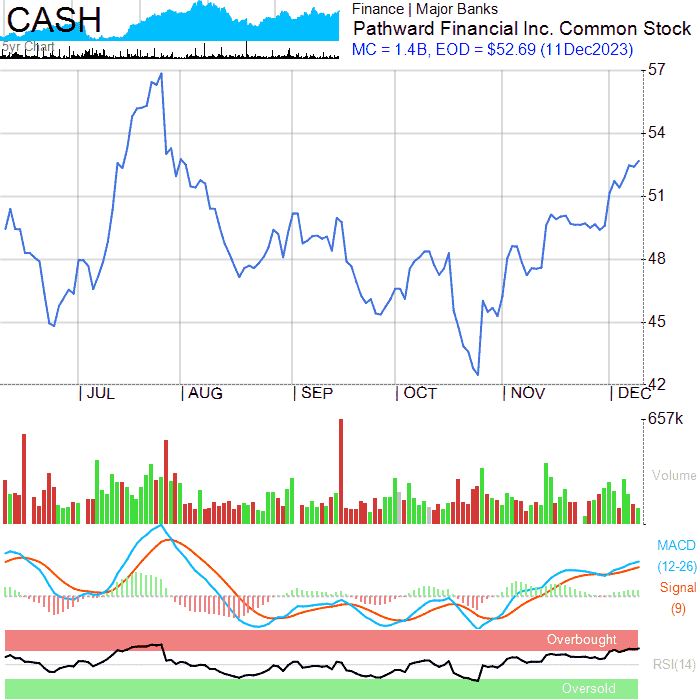 CASH
5yr Chart
Finance | Major Banks
Pathward Financial Inc. Common Stock
MC = 1.4B, EOD = $52.69 (11Dec2023)
57
54
51
48
45
42
JUL AUG SEP OCT NOV DEC
657k
Volume
MACD
(12-26)
Signal
(9)
Overbought
RSI(14)
Oversold